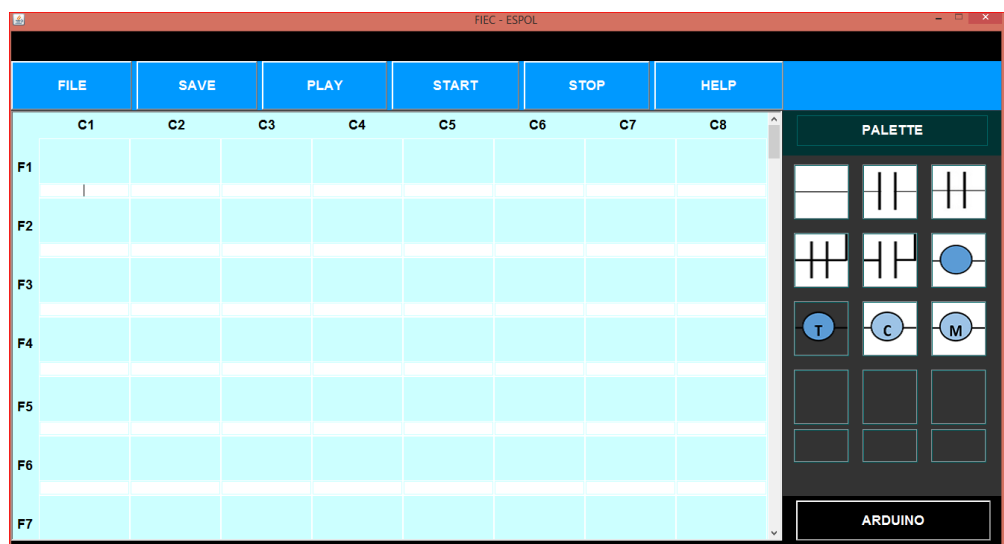 FIEC - ESPOL
FILE SAVE PLAY START STOP HELP
C1 C2 C3 C4 C5 C6 C7 C8
PALETTE
F1
F2
F3
F4
F5
F6
F7
T C M
ARDUINO